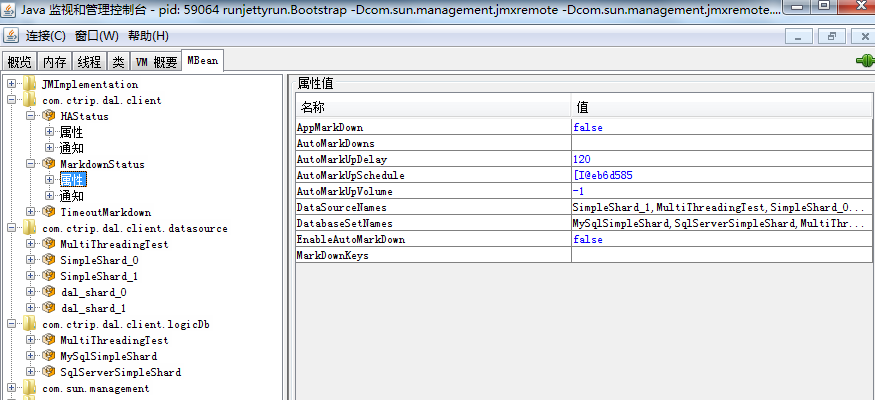 Java 监视和管理控制台 - pid: 59064 runjettyrun.Bootstrap -Dcom.sun.management.jmxremote -Dcom.sun.management.jmxremote....
连接(C) 窗口(W) 帮助(H)
概览 内存 线程 类 VM 概要 MBean
JMImplementation
com.ctrip.dal.client
HAStatus
属性
通知
MarkdownStatus
属性
通知
TimeoutMarkdown
com.ctrip.dal.client.datasource
MultiThreadingTest
SimpleShard_0
SimpleShard_1
dal_shard_0
dal_shard_1
com.ctrip.dal.client.logicDb
MultiThreadingTest
MySqlSimpleShard
SqlServerSimpleShard
com.sun.management
属性值
名称 值
AppMarkDown false
AutoMarkDowns
AutoMarkUpDelay 120
AutoMarkUpSchedule [I@eb6d585
AutoMarkUpVolume -1
DataSourceNames SimpleShard_1,MultiThreadingTest,SimpleShard_0...
DatabaseSetNames MySqlSimpleShard,SqlServerSimpleShard,MultiThr...
EnableAutoMarkDown false
MarkDownKeys